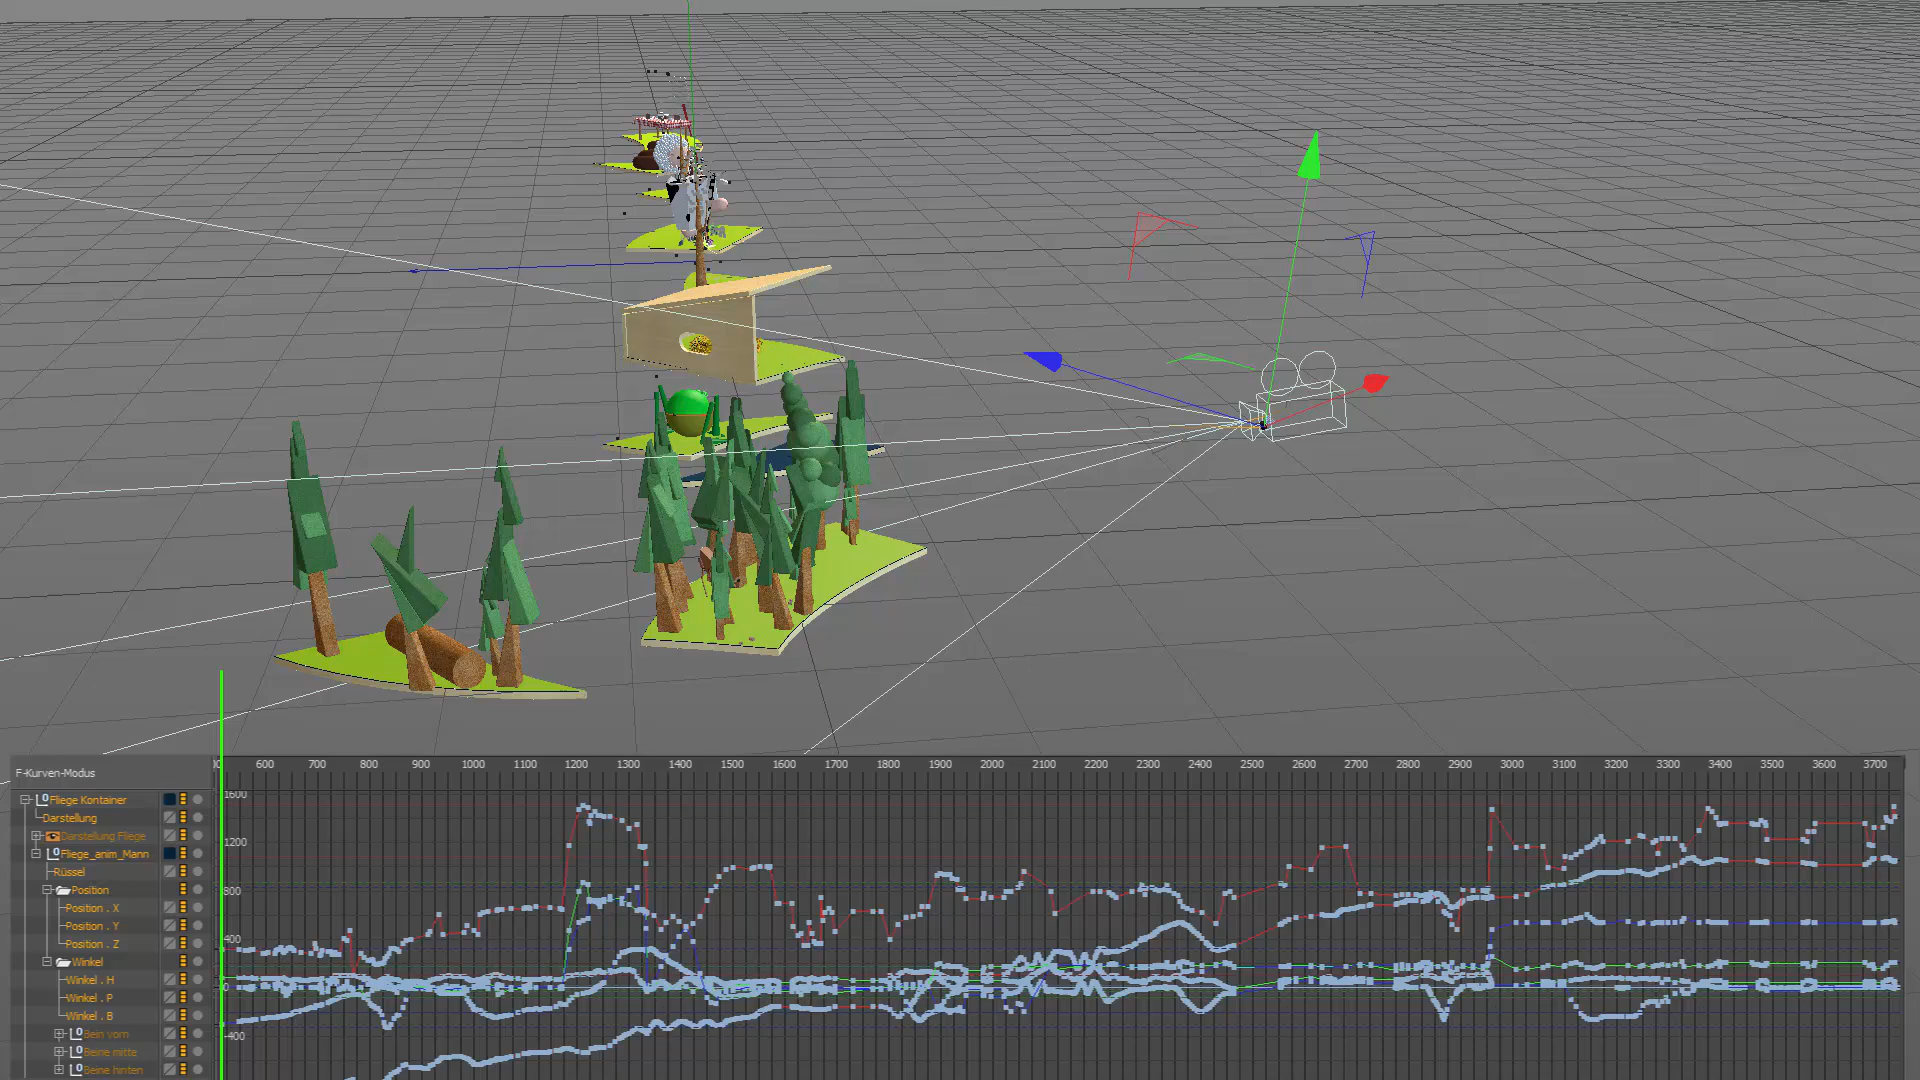 F-Kurven-Modus
600 700 800 900 1000 1100 1200 1300 1400 1500 1600 1700 1800 1900 2000 2100 2200 2300 2400 2500 2600 2700 2800 2900 3000 3100 3200 3300 3400 3500 3600 3700
1600
1200
800
400
0
-400
Fliege Kontainer
Darstellung
Darstellung Fliege
Fliege_anim_Mann
Rüssel
Position
Position . X
Position . Y
Position . Z
Winkel
Winkel . H
Winkel . P
Winkel . B
Bein vorn
Beine mitte
Beine hinten